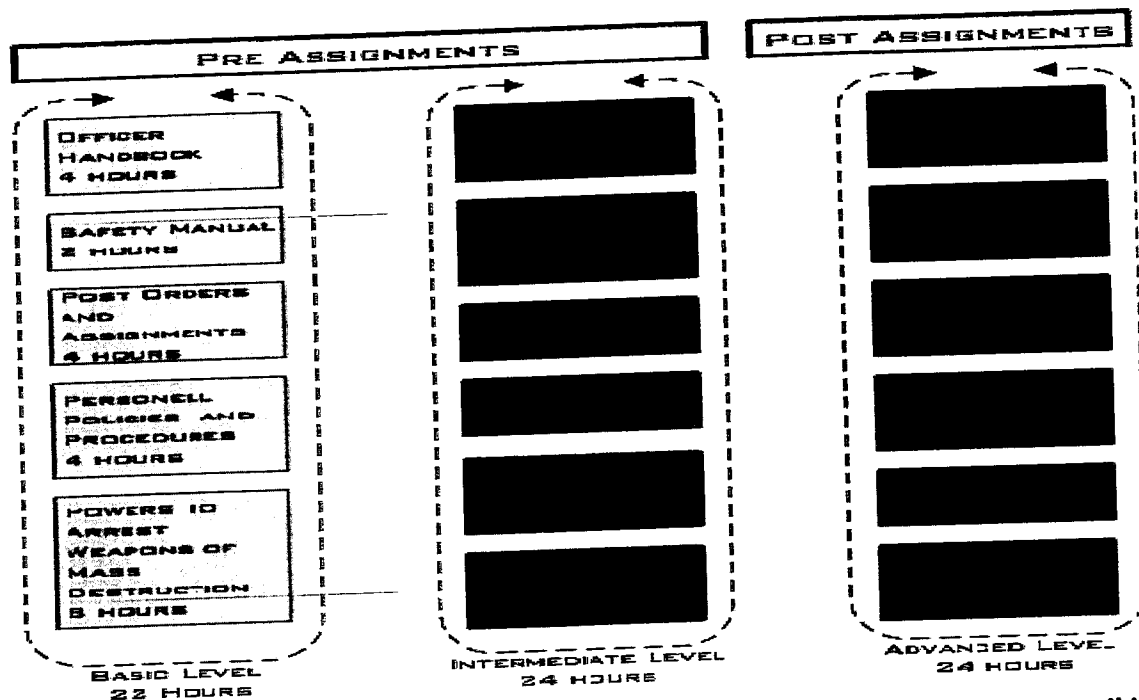 PRE ASSIGNMENTS
POST ASSIGNMENTS
OFFICER
HANDBOOK
4 HOURS
SAFETY MANUAL
2 HOURS
POST ORDERS
AND
ASSIGNMENTS
4 HOURS
PERSONELL
POLICIES AND
PROCEDURES
4 HOURS
POWERS TO
ARREST
WEAPONS OF
MASS
DESTRUCTION
8 HOURS
BASIC LEVEL
22 HOURS
INTERMEDIATE LEVEL
24 HOURS
ADVANCED LEVEL
24 HOURS